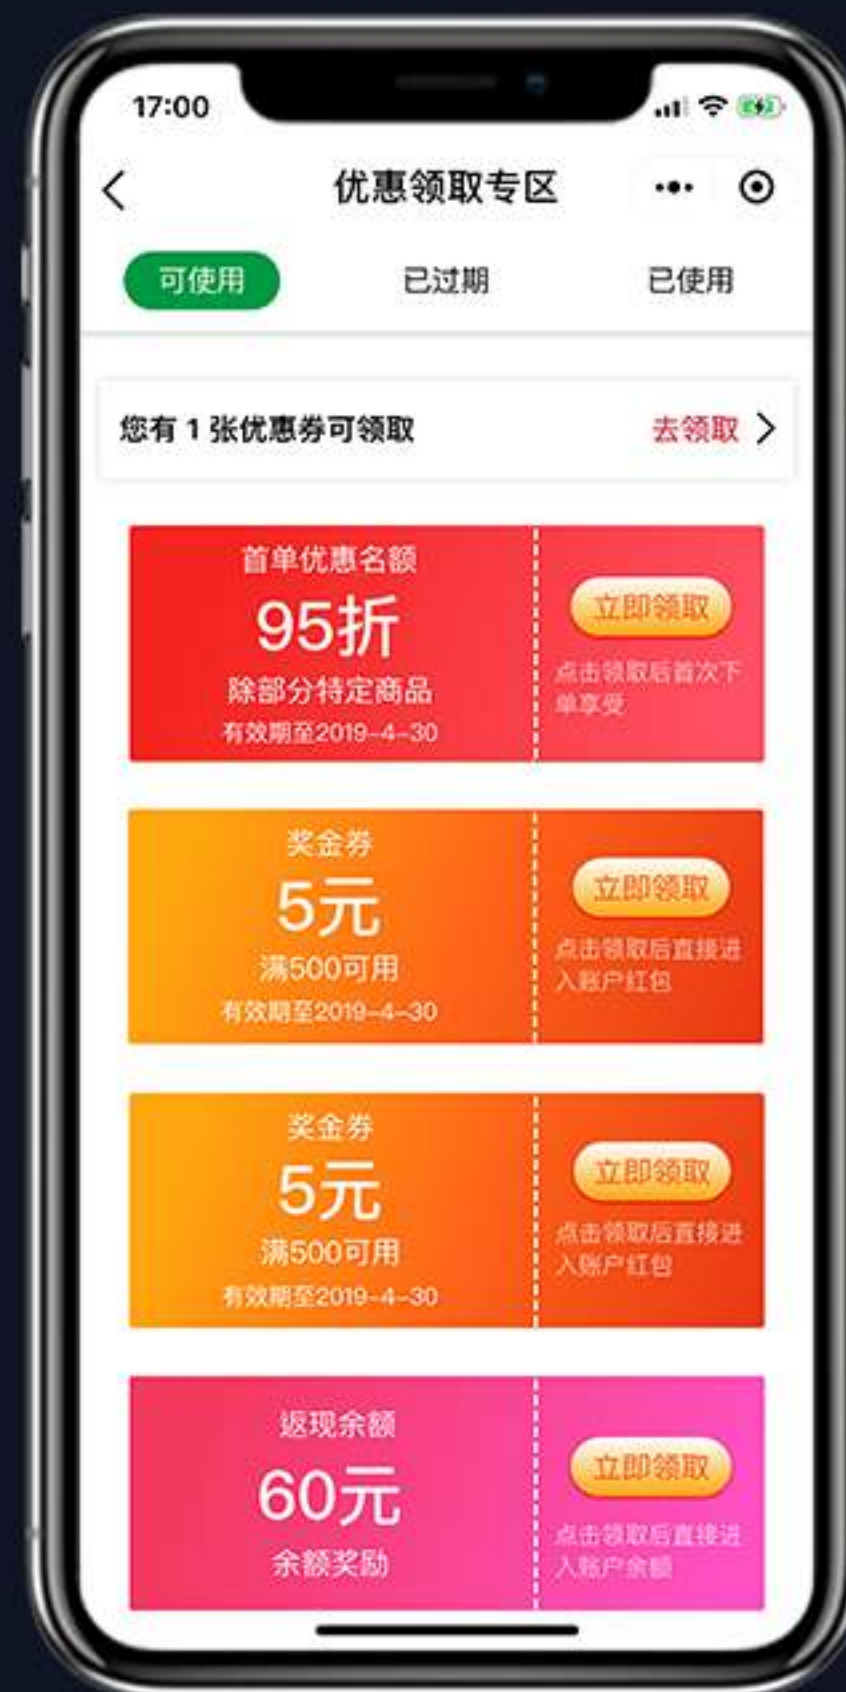 17:00
优惠领取专区
可使用
已过期
已使用
您有 1 张优惠券可领取
去领取
首单优惠名额
95折
除部分特定商品
有效期至2019-4-30
立即领取
点击领取后首次下
单享受
奖金券
5元
满500可用
有效期至2019-4-30
立即领取
点击领取后直接进
入账户红包
奖金券
5元
满500可用
有效期至2019-4-30
立即领取
点击领取后直接进
入账户红包
返现余额
60元
余额奖励
立即领取
点击领取后直接进
入账户余额